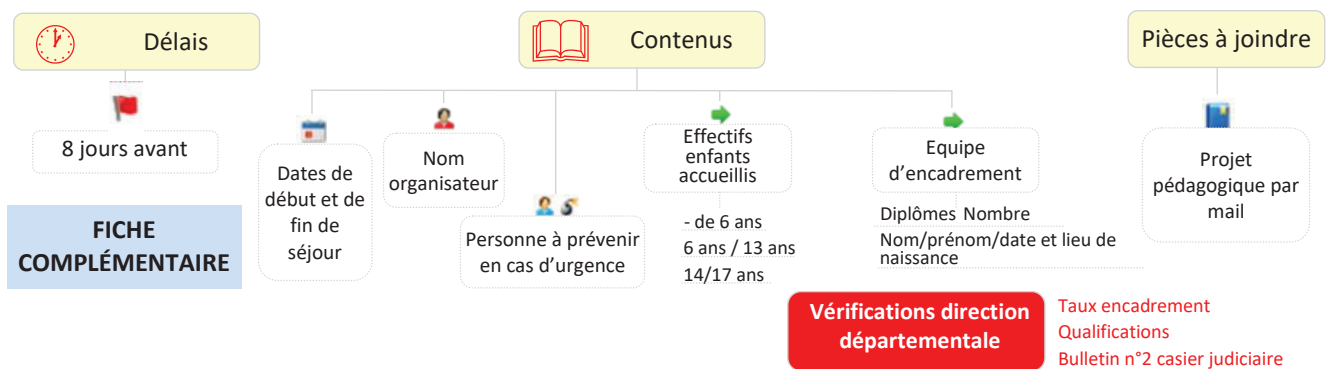 Délais
8 jours avant
FICHE
COMPLÉMENTAIRE
Contenus
Dates de
début et de
fin de
séjour
Nom
organisateur
Personne à prévenir
en cas d’urgence
Effectifs
enfants
accueillis
- de 6 ans
6 ans / 13 ans
14/17 ans
Equipe
d’encadrement
Diplômes Nombre
Nom/prénom/date et lieu de
naissance
Vérifications direction
départementale
Taux encadrement
Qualifications
Bulletin n°2 casier judiciaire
Pièces à joindre
Projet
pédagogique par
mail